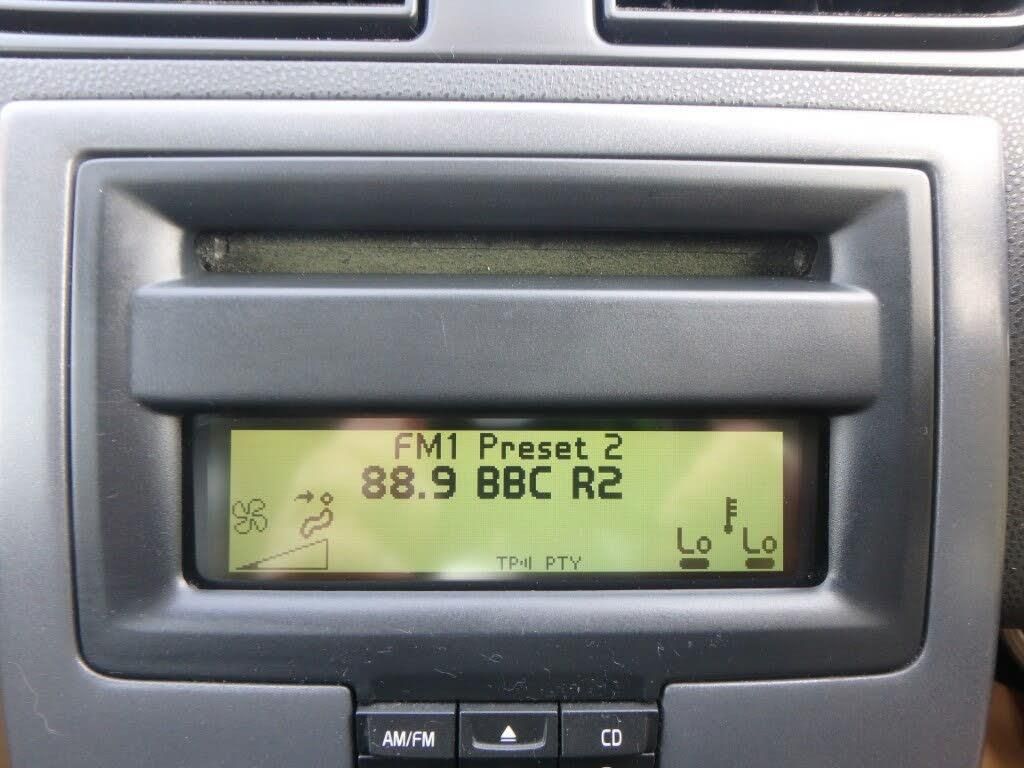 FM1 Preset 2
88.9 BBC R2
Lo Lo
TP PTY
AM/FM CD